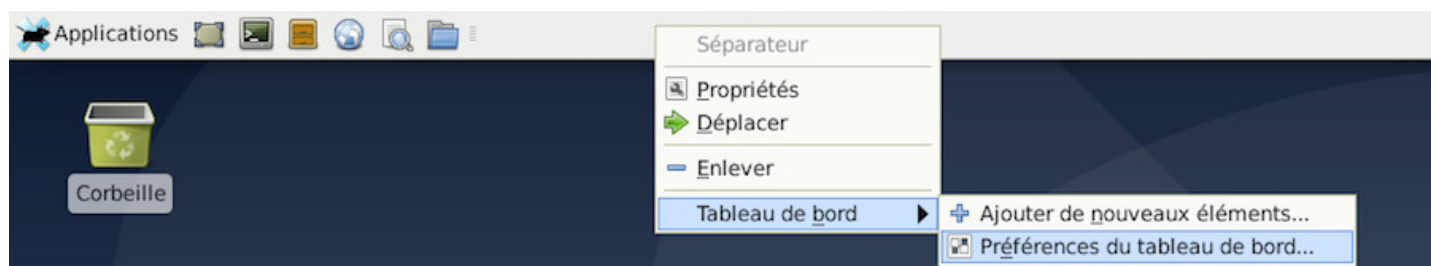 Applications
Séparateur
Propriétés
Déplacer
Enlever
Corbeille
Tableau de bord
Ajouter de nouveaux éléments...
Préférences du tableau de bord...